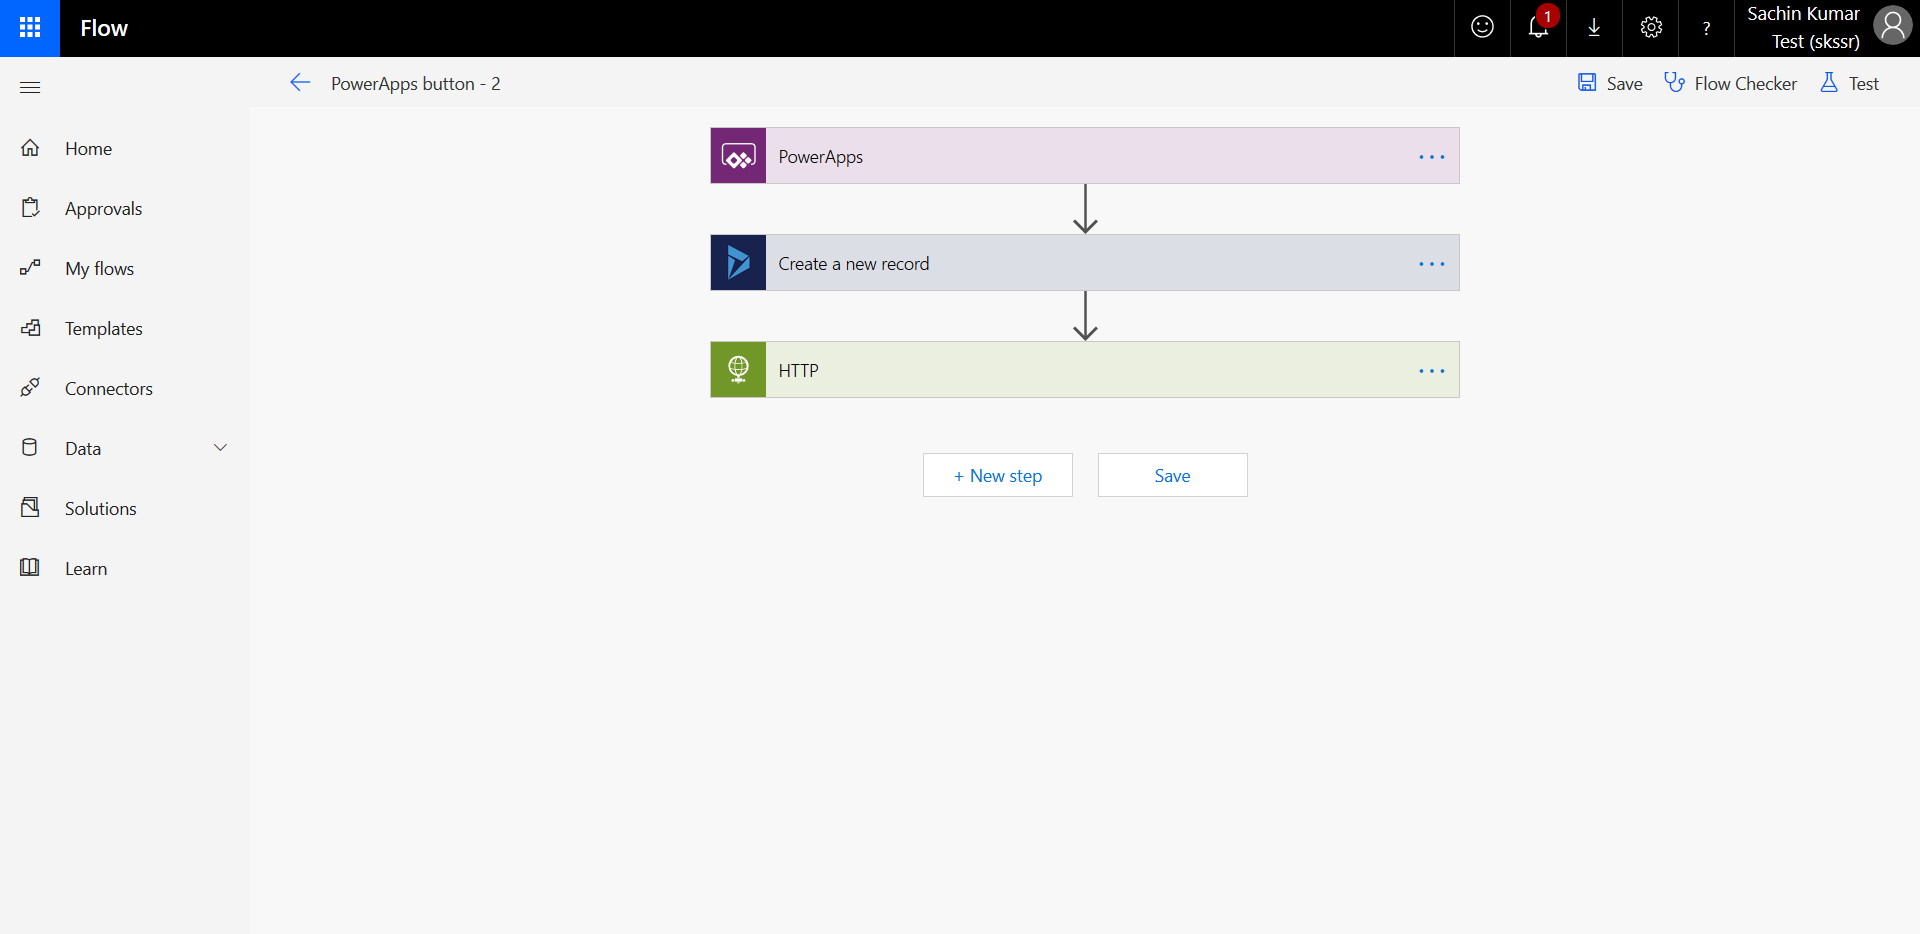 Flow
1
?
Sachin Kumar
Test (skssr)
PowerApps button - 2
Save
Flow Checker
Test
Home
Approvals
My flows
Templates
Connectors
Data
Solutions
Learn
PowerApps
Create a new record
HTTP
+ New step
Save